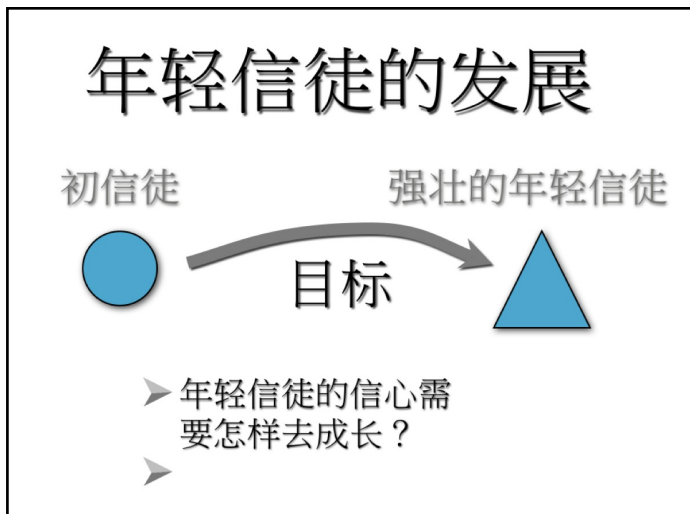 年轻信徒的发展
初信徒
强壮的年轻信徒
目标
年轻信徒的信心需
要怎样去成长？